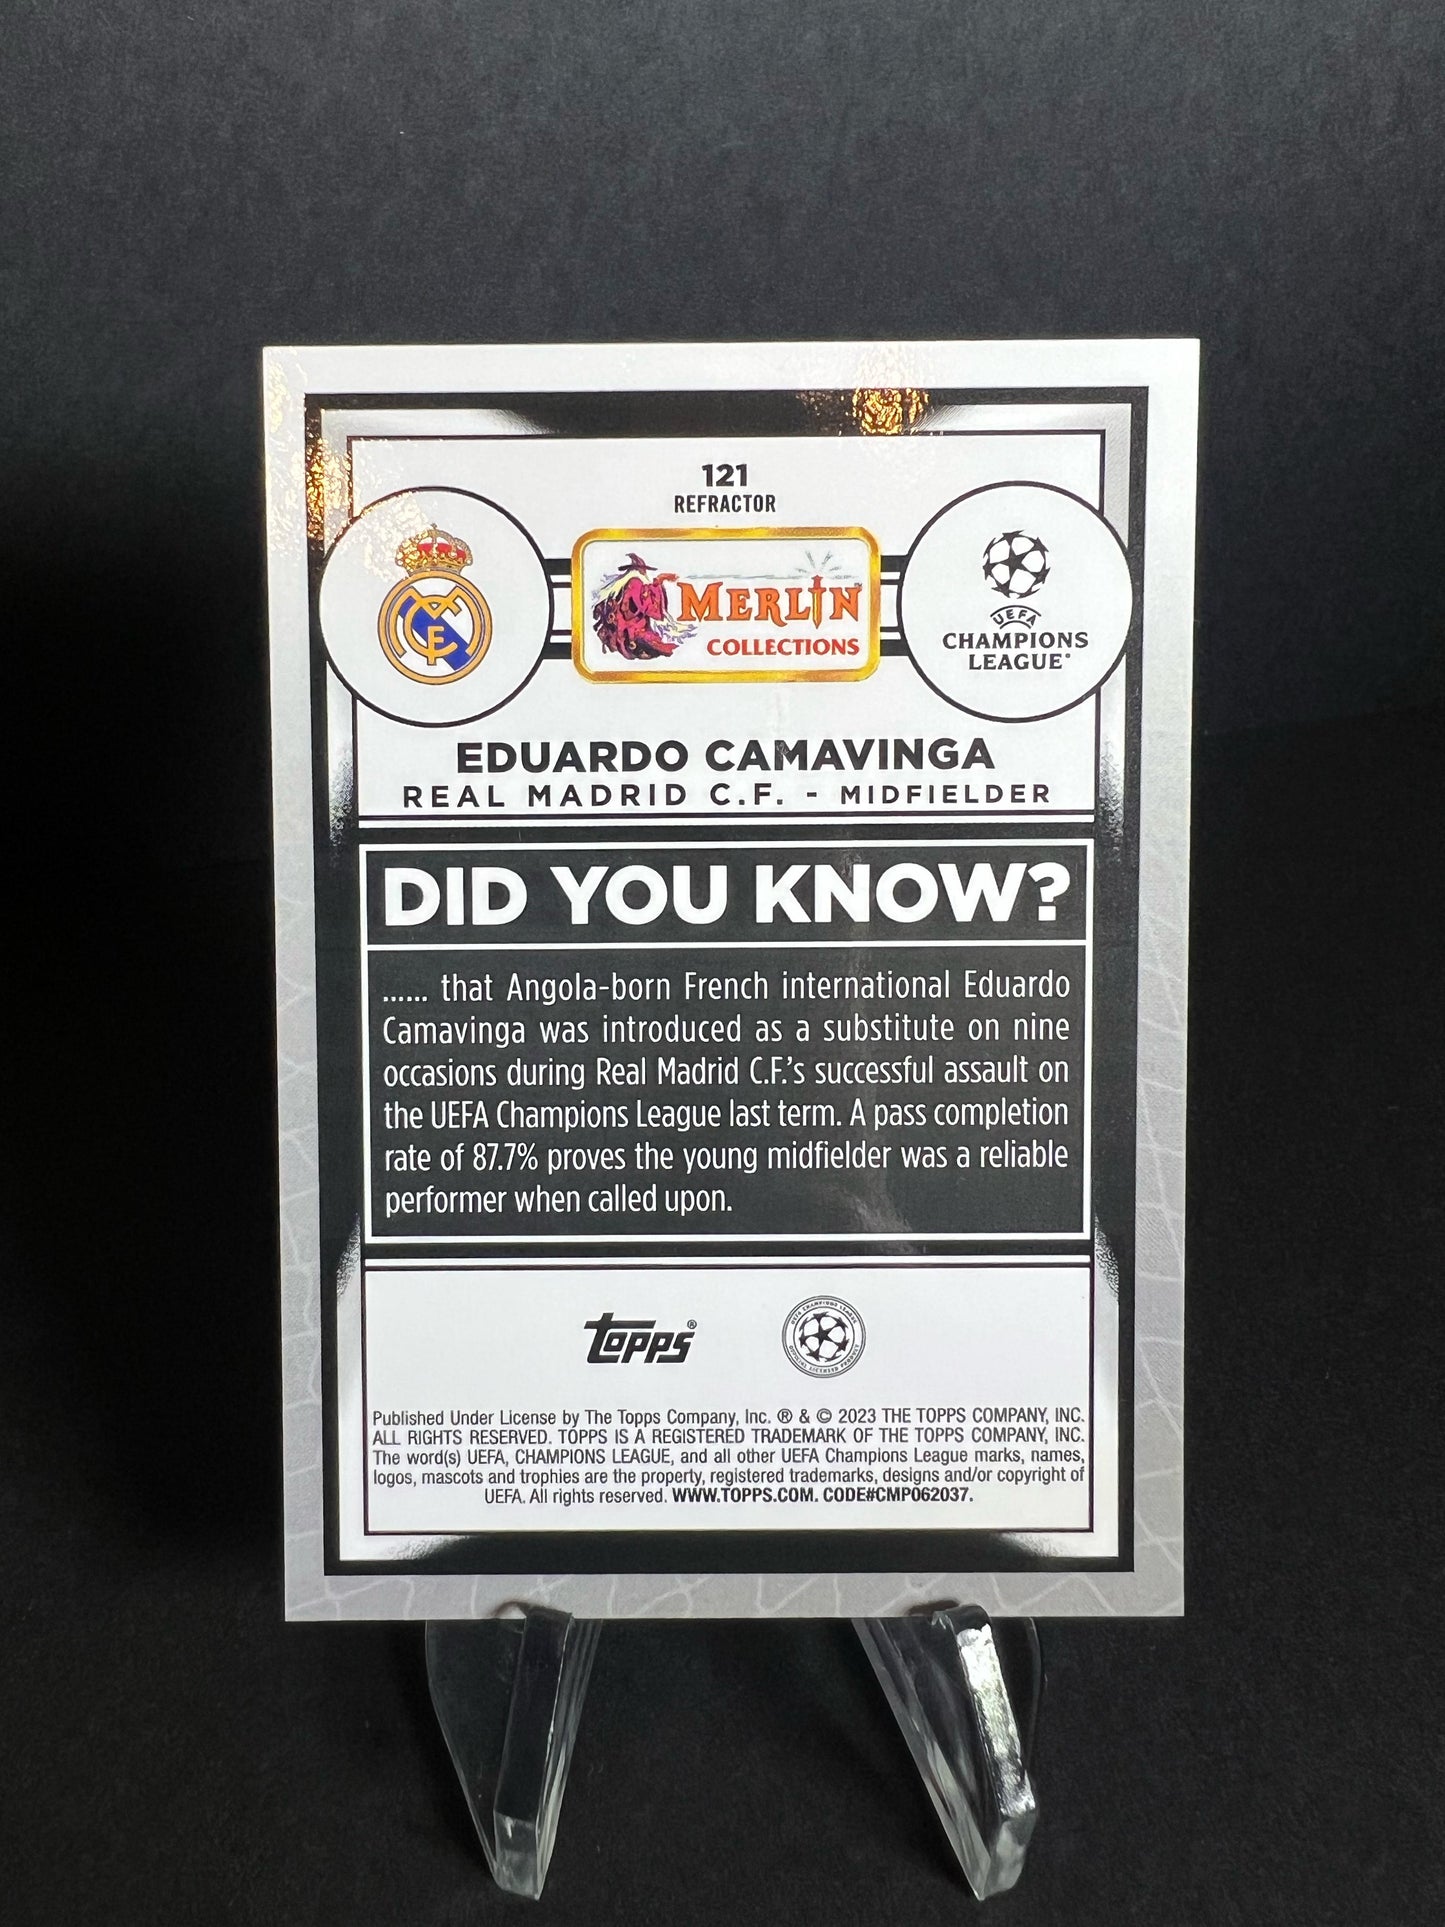 121
REFRACTOR
MERLIN
COLLECTIONS
UEFA
CHAMPIONS
LEAGUE®
EDUARDO CAMAVINGA
REAL MADRID C.F. - MIDFIELDER
DID YOU KNOW?
...... that Angola-born French international Eduardo
Camavinga was introduced as a substitute on nine
occasions during Real Madrid C.F.'s successful assault on
the UEFA Champions League last term. A pass completion
rate of 87.7% proves the young midfielder was a reliable
performer when called upon.
topps®
UEFA CHAMPIONS LEAGUE
OFFICIAL LICENSED PRODUCT
Published Under License by The Topps Company, Inc. ® & © 2023 THE TOPPS COMPANY, INC.
ALL RIGHTS RESERVED. TOPPS IS A REGISTERED TRADEMARK OF THE TOPPS COMPANY, INC.
The word(s) UEFA, CHAMPIONS LEAGUE, and all other UEFA Champions League marks, names,
logos, mascots and trophies are the property, registered trademarks, designs and/or copyright of
UEFA. All rights reserved. WWW.TOPPS.COM. CODE#CMP062037.